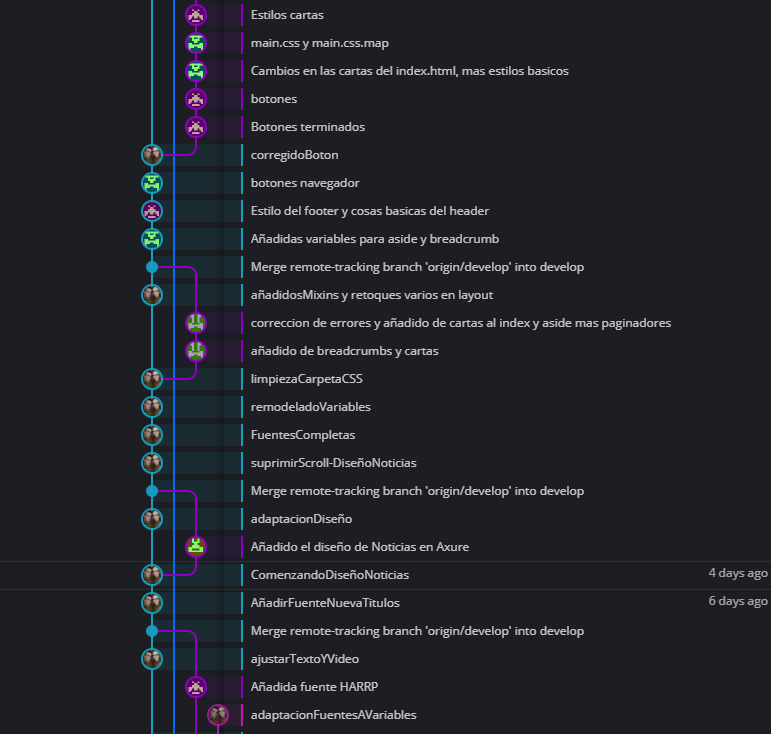 Estilos cartas
main.css y main.css.map
Cambios en las cartas del index.html, mas estilos basicos
botones
Botones terminados
corregidoBoton
botones navegador
Estilo del footer y cosas basicas del header
Añadidas variables para aside y breadcrumb
Merge remote-tracking branch 'origin/develop' into develop
añadidosMixins y retoques varios en layout
correccion de errores y añadido de cartas al index y aside mas paginadores
añadido de breadcrumbs y cartas
limpiezaCarpetaCSS
remodeladoVariables
FuentesCompletas
suprimirScroll-DiseñoNoticias
Merge remote-tracking branch 'origin/develop' into develop
adaptacionDiseño
Añadido el diseño de Noticias en Axure
ComenzandoDiseñoNoticias 4 days ago
AñadirFuenteNuevaTitulos 6 days ago
Merge remote-tracking branch 'origin/develop' into develop
ajustarTextoYVideo
Añadida fuente HARRP
adaptacionFuentesAVariables